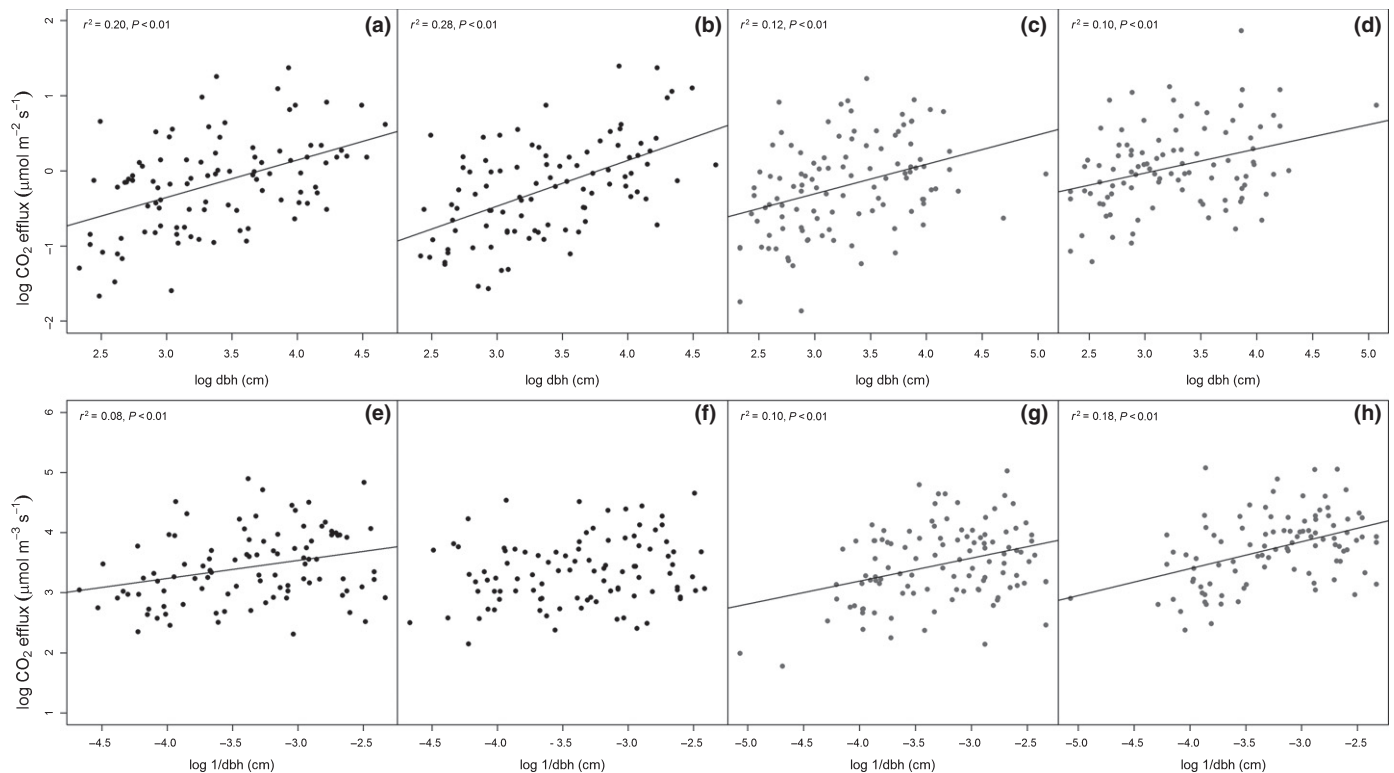 r² = 0.20, P < 0.01 (a)
r² = 0.28, P < 0.01 (b)
r² = 0.12, P < 0.01 (c)
r² = 0.10, P < 0.01 (d)
log CO₂ efflux (μmol m⁻² s⁻¹)
2
1
0
−1
−2
2.5 3.0 3.5 4.0 4.5
2.5 3.0 3.5 4.0 4.5
2.5 3.0 3.5 4.0 4.5 5.0
2.5 3.0 3.5 4.0 4.5 5.0
log dbh (cm)
log dbh (cm)
log dbh (cm)
log dbh (cm)
r² = 0.08, P < 0.01 (e)
(f)
r² = 0.10, P < 0.01 (g)
r² = 0.18, P < 0.01 (h)
log CO₂ efflux (μmol m⁻³ s⁻¹)
6
5
4
3
2
1
−4.5 −4.0 −3.5 −3.0 −2.5
−4.5 −4.0 −3.5 −3.0 −2.5
−5.0 −4.5 −4.0 −3.5 −3.0 −2.5
−5.0 −4.5 −4.0 −3.5 −3.0 −2.5
log 1/dbh (cm)
log 1/dbh (cm)
log 1/dbh (cm)
log 1/dbh (cm)